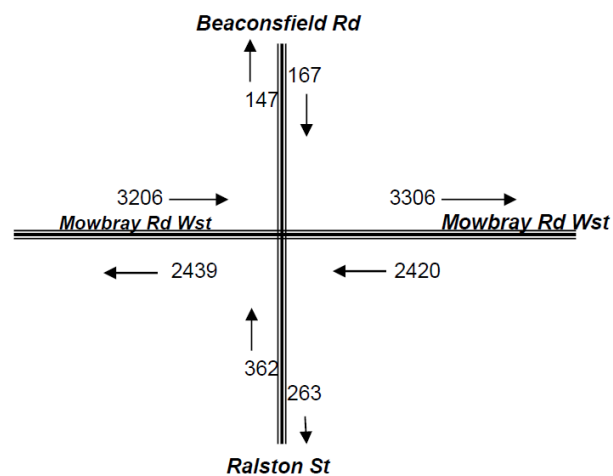 Beaconsfield Rd
167
147
3206
3306
Mowbray Rd Wst
Mowbray Rd Wst
2439
2420
362
263
Ralston St